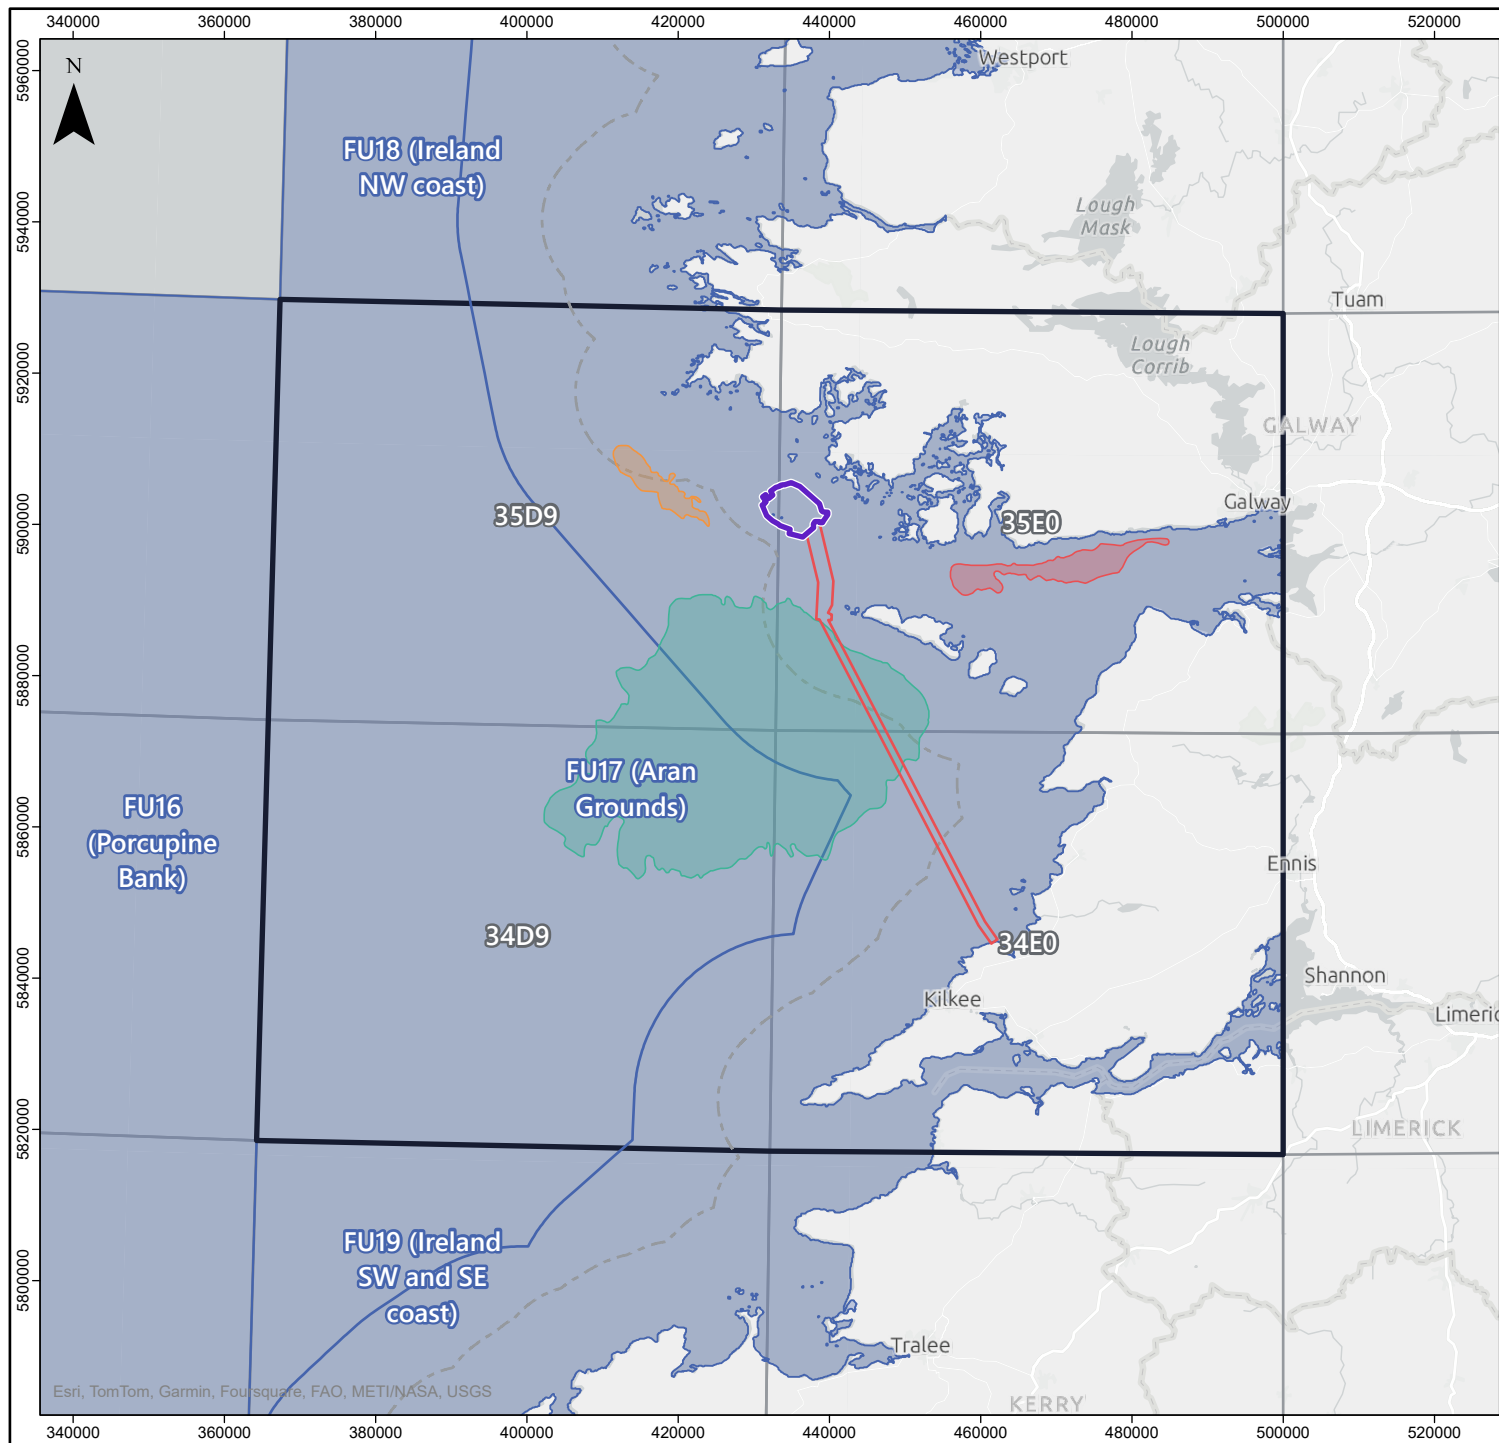 340000 360000 380000 400000 420000 440000 460000 480000 500000 520000
5960000
5940000
5920000
5900000
5880000
5860000
5840000
5820000
5800000
N
Westport
FU18 (Ireland
NW coast)
Lough
Mask
Tuam
Lough
Corrib
GALWAY
Galway
35D9
35E0
FU17 (Aran
Grounds)
FU16
(Porcupine
Bank)
Ennis
34D9
34E0
Shannon
Kilkee
Limeric
LIMERICK
FU19 (Ireland
SW and SE
coast)
Tralee
KERRY
Esri, TomTom, Garmin, Foursquare, FAO, METI/NASA, USGS
340000 360000 380000 400000 420000 440000 460000 480000 500000 520000